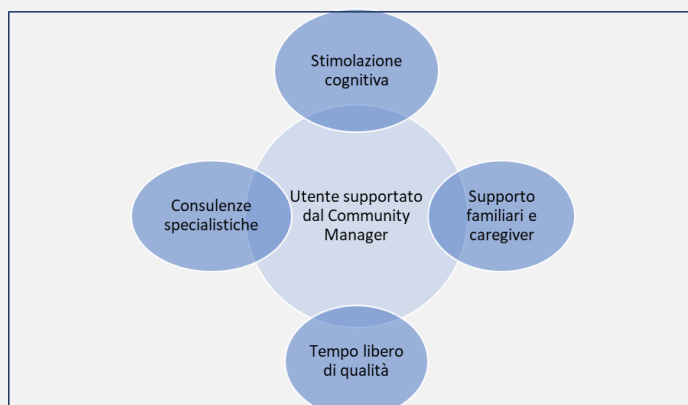 Stimolazione
cognitiva
Consulenze
specialistiche
Utente supportato
dal Community
Manager
Supporto
familiari e
caregiver
Tempo libero
di qualità